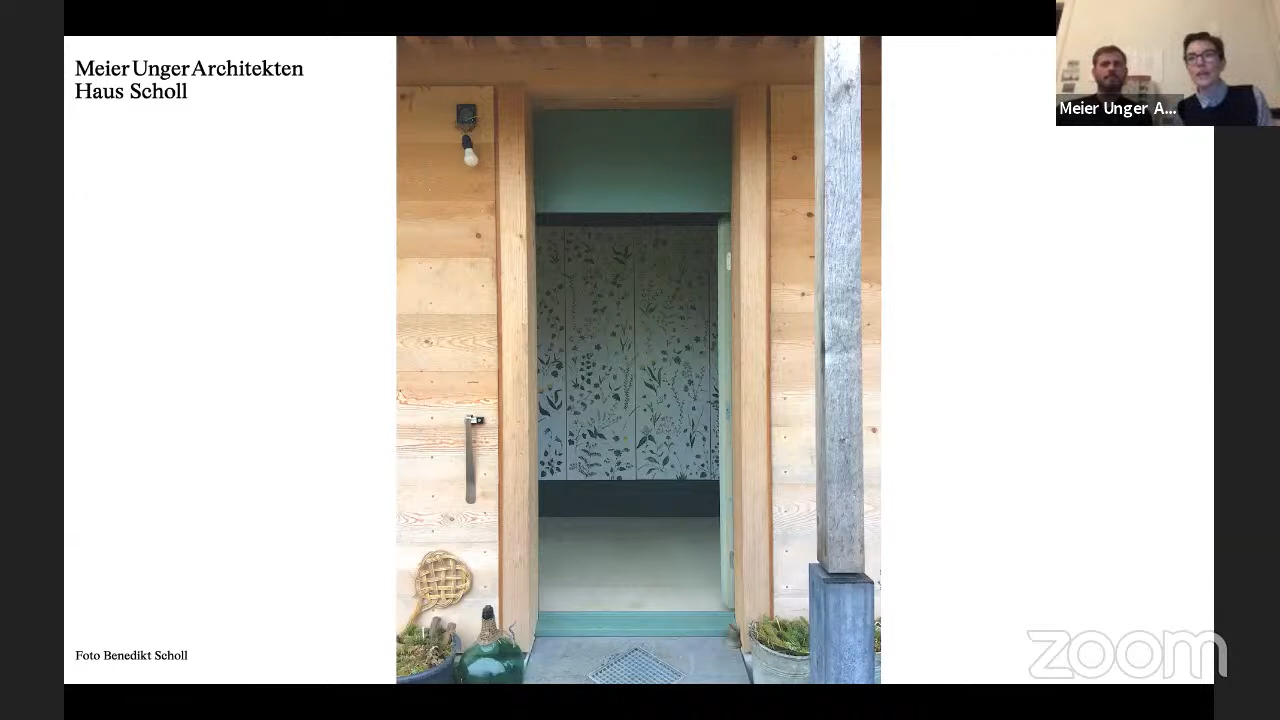 Meier Unger Architekten
Haus Scholl
Meier Unger A...
Foto Benedikt Scholl
zoom